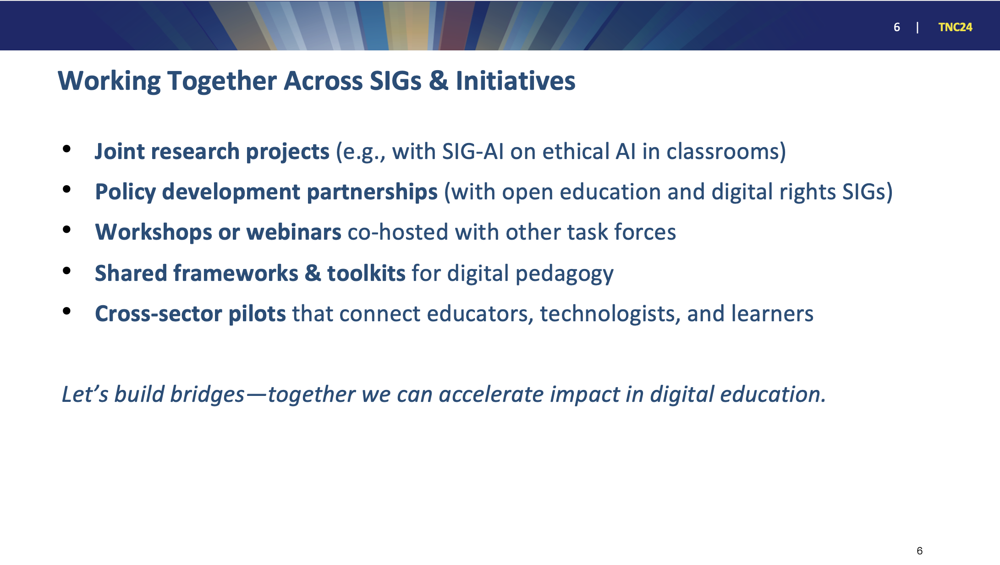 6 | TNC24
Working Together Across SIGs & Initiatives
• Joint research projects (e.g., with SIG-AI on ethical AI in classrooms)
• Policy development partnerships (with open education and digital rights SIGs)
• Workshops or webinars co-hosted with other task forces
• Shared frameworks & toolkits for digital pedagogy
• Cross-sector pilots that connect educators, technologists, and learners
Let’s build bridges—together we can accelerate impact in digital education.
6